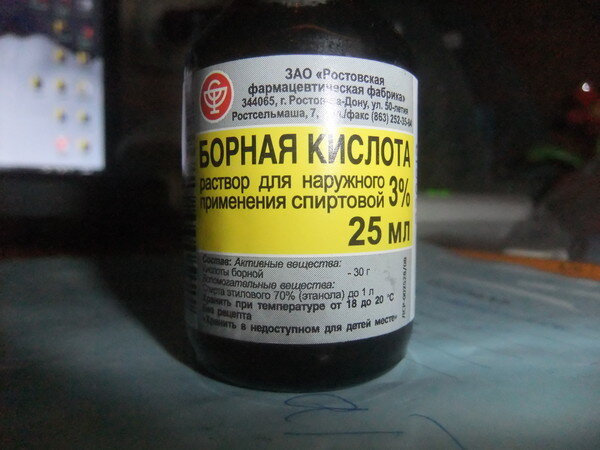 ЗАО «Ростовская
фармацевтическая фабрика»
344065, г. Ростов-на-Дону, ул. 50-летия
Ростсельмаша, 7, тел./факс (863) 252-35-64
БОРНАЯ КИСЛОТА
раствор для наружного
применения спиртовой 3%
25 мл
Состав: Активные вещества:
Кислоты борной - 30 г
Вспомогательные вещества:
Спирта этилового 70% (этанола) до 1 л
Хранить при температуре от 18 до 20 °С
Без рецепта
«Хранить в недоступном для детей месте»